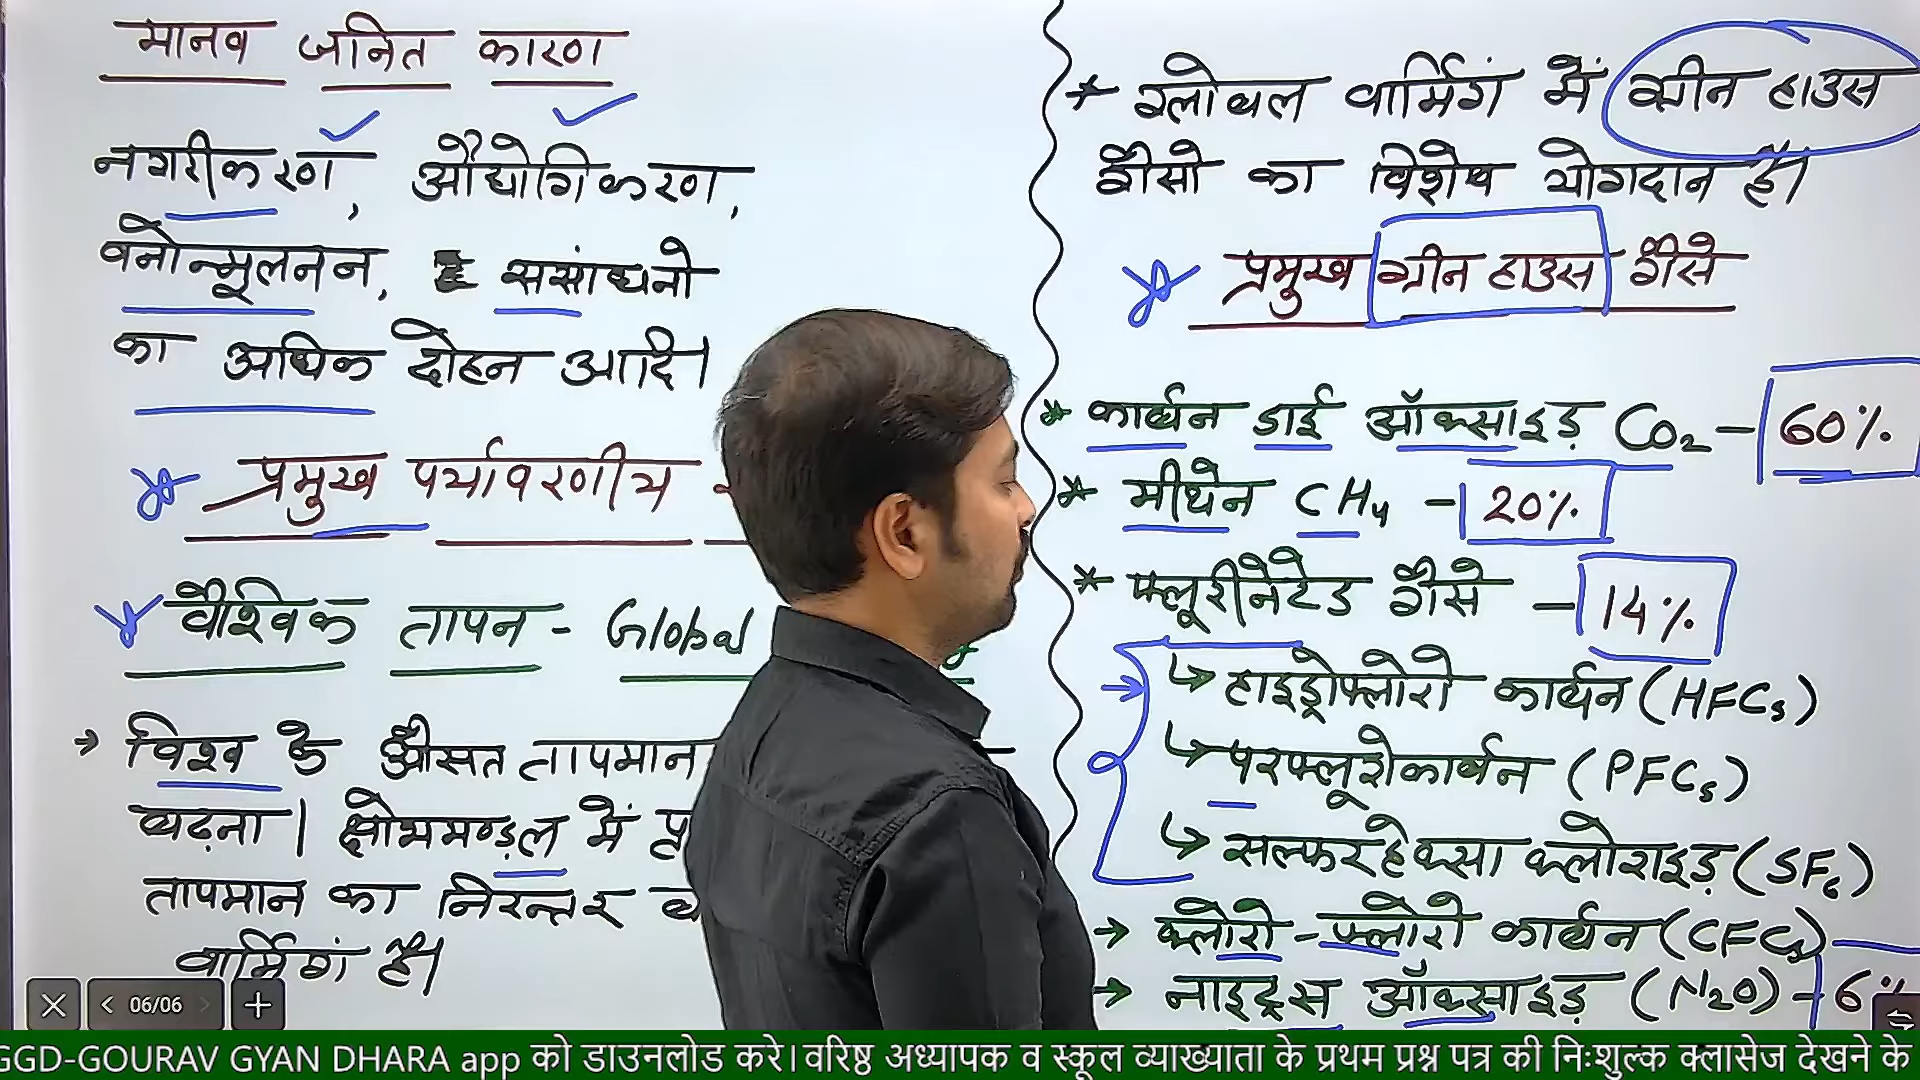 मानव जनित कारण
नगरीकरण, औद्योगिकरण,
वनोन्मूलनन, ससांधनो
का अधिक दोहन आदि।
प्रमुख पर्यावरणीय
वैश्विक तापन - Global
→ विश्व के औसत तापमान
बढ़ना। क्षोभमण्ड़ल में
तापमान का निरन्तर
वार्मिगं है।
* ग्लोबल वार्मिगं में ग्रीन हाउस
गैसो का विशेष योगदान है।
प्रमुख ग्रीन हाउस गैसे
* कार्बन डाई ऑक्साइड़ CO2 - 60%.
* मीथेन CH4 - 20%.
* फ्लूरीनेटेड गैसे - 14%.
↳ हाइड्रोफ्लोरो कार्बन (HFCs)
↳ परफ्लूरोकार्बन (PFCs)
↳ सल्फरहेक्सा क्लोराइड़ (SF6)
→ क्लोरो-फ्लोरो कार्बन (CFCs)
→ नाइट्रस ऑक्साइड़ (N2O) - 6%
06/06
GGD-GOURAV GYAN DHARA app को डाउनलोड करे। वरिष्ठ अध्यापक व स्कूल व्याख्याता के प्रथम प्रश्न पत्र की निःशुल्क क्लासेज देखने के